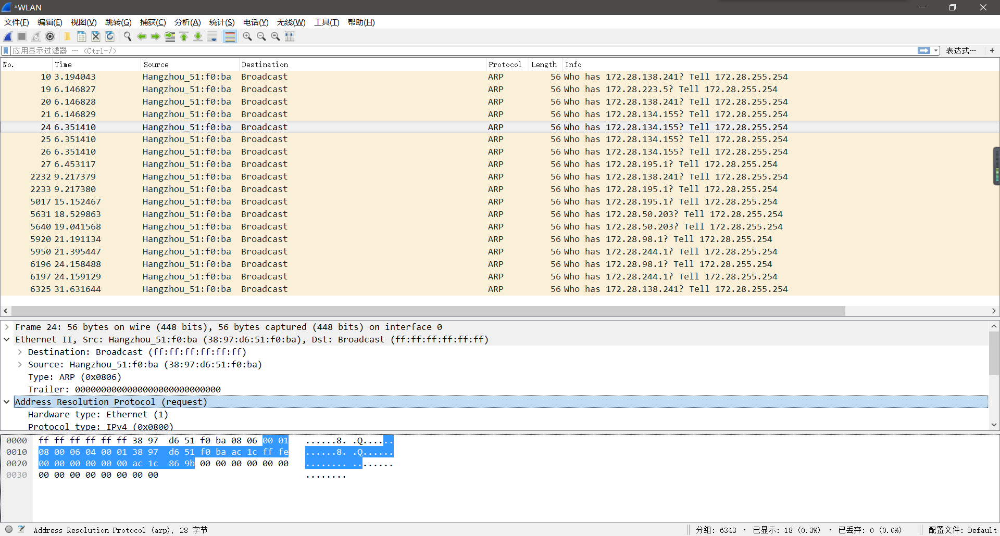 *WLAN
文件(F) 编辑(E) 视图(V) 跳转(G) 捕获(C) 分析(A) 统计(S) 电话(Y) 无线(W) 工具(T) 帮助(H)
应用显示过滤器 … <Ctrl-/> 表达式… +
No. Time Source Destination Protocol Length Info
10 3.194043 Hangzhou_51:f0:ba Broadcast ARP 56 Who has 172.28.138.241? Tell 172.28.255.254
19 6.146827 Hangzhou_51:f0:ba Broadcast ARP 56 Who has 172.28.223.5? Tell 172.28.255.254
20 6.146828 Hangzhou_51:f0:ba Broadcast ARP 56 Who has 172.28.138.241? Tell 172.28.255.254
21 6.146829 Hangzhou_51:f0:ba Broadcast ARP 56 Who has 172.28.134.155? Tell 172.28.255.254
24 6.351410 Hangzhou_51:f0:ba Broadcast ARP 56 Who has 172.28.134.155? Tell 172.28.255.254
25 6.351410 Hangzhou_51:f0:ba Broadcast ARP 56 Who has 172.28.134.155? Tell 172.28.255.254
26 6.351410 Hangzhou_51:f0:ba Broadcast ARP 56 Who has 172.28.134.155? Tell 172.28.255.254
27 6.453117 Hangzhou_51:f0:ba Broadcast ARP 56 Who has 172.28.195.1? Tell 172.28.255.254
2232 9.217379 Hangzhou_51:f0:ba Broadcast ARP 56 Who has 172.28.138.241? Tell 172.28.255.254
2233 9.217380 Hangzhou_51:f0:ba Broadcast ARP 56 Who has 172.28.195.1? Tell 172.28.255.254
5017 15.152467 Hangzhou_51:f0:ba Broadcast ARP 56 Who has 172.28.195.1? Tell 172.28.255.254
5631 18.529863 Hangzhou_51:f0:ba Broadcast ARP 56 Who has 172.28.50.203? Tell 172.28.255.254
5640 19.041568 Hangzhou_51:f0:ba Broadcast ARP 56 Who has 172.28.50.203? Tell 172.28.255.254
5920 21.191134 Hangzhou_51:f0:ba Broadcast ARP 56 Who has 172.28.98.1? Tell 172.28.255.254
5950 21.395447 Hangzhou_51:f0:ba Broadcast ARP 56 Who has 172.28.244.1? Tell 172.28.255.254
6196 24.158488 Hangzhou_51:f0:ba Broadcast ARP 56 Who has 172.28.98.1? Tell 172.28.255.254
6197 24.159129 Hangzhou_51:f0:ba Broadcast ARP 56 Who has 172.28.244.1? Tell 172.28.255.254
6325 31.631644 Hangzhou_51:f0:ba Broadcast ARP 56 Who has 172.28.138.241? Tell 172.28.255.254
Frame 24: 56 bytes on wire (448 bits), 56 bytes captured (448 bits) on interface 0
Ethernet II, Src: Hangzhou_51:f0:ba (38:97:d6:51:f0:ba), Dst: Broadcast (ff:ff:ff:ff:ff:ff)
Destination: Broadcast (ff:ff:ff:ff:ff:ff)
Source: Hangzhou_51:f0:ba (38:97:d6:51:f0:ba)
Type: ARP (0x0806)
Trailer: 0000000000000000000000000000
Address Resolution Protocol (request)
Hardware type: Ethernet (1)
Protocol type: IPv4 (0x0800)
0000 ff ff ff ff ff ff 38 97 d6 51 f0 ba 08 06 00 01 ......8. .Q......
0010 08 00 06 04 00 01 38 97 d6 51 f0 ba ac 1c ff fe ......8. .Q......
0020 00 00 00 00 00 00 ac 1c 86 9b 00 00 00 00 00 00 ........ ........
0030 00 00 00 00 00 00 00 00 ........
Address Resolution Protocol (arp), 28 字节 分组: 6343 · 已显示: 18 (0.3%) · 已丢弃: 0 (0.0%) 配置文件: Default